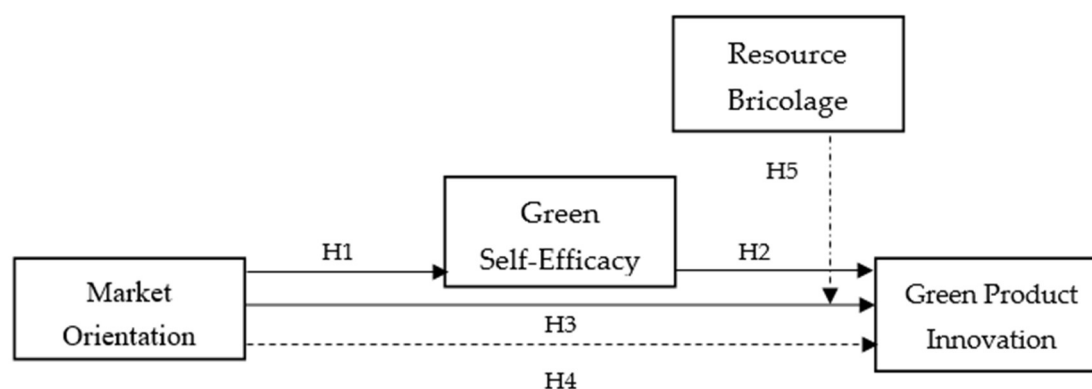 Resource
Bricolage
H5
Green
Self-Efficacy
H1
H2
Market
Orientation
Green Product
Innovation
H3
H4